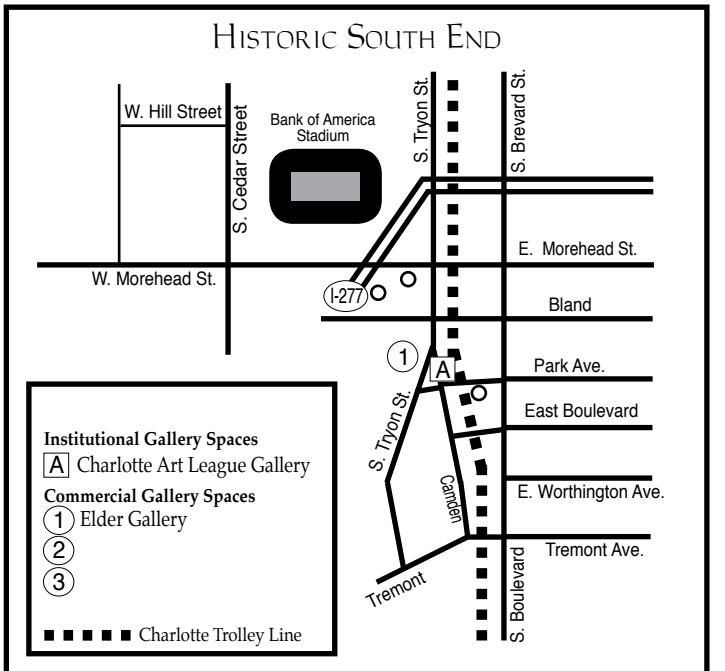 HISTORIC SOUTH END
W. Hill Street
S. Cedar Street
Bank of America
Stadium
S. Tryon St.
S. Brevard St.
E. Morehead St.
W. Morehead St.
I-277
Bland
1
A
Park Ave.
East Boulevard
S. Tryon St.
Camden
E. Worthington Ave.
Tremont Ave.
Tremont
S. Boulevard
Institutional Gallery Spaces
A Charlotte Art League Gallery
Commercial Gallery Spaces
1 Elder Gallery
2
3
Charlotte Trolley Line